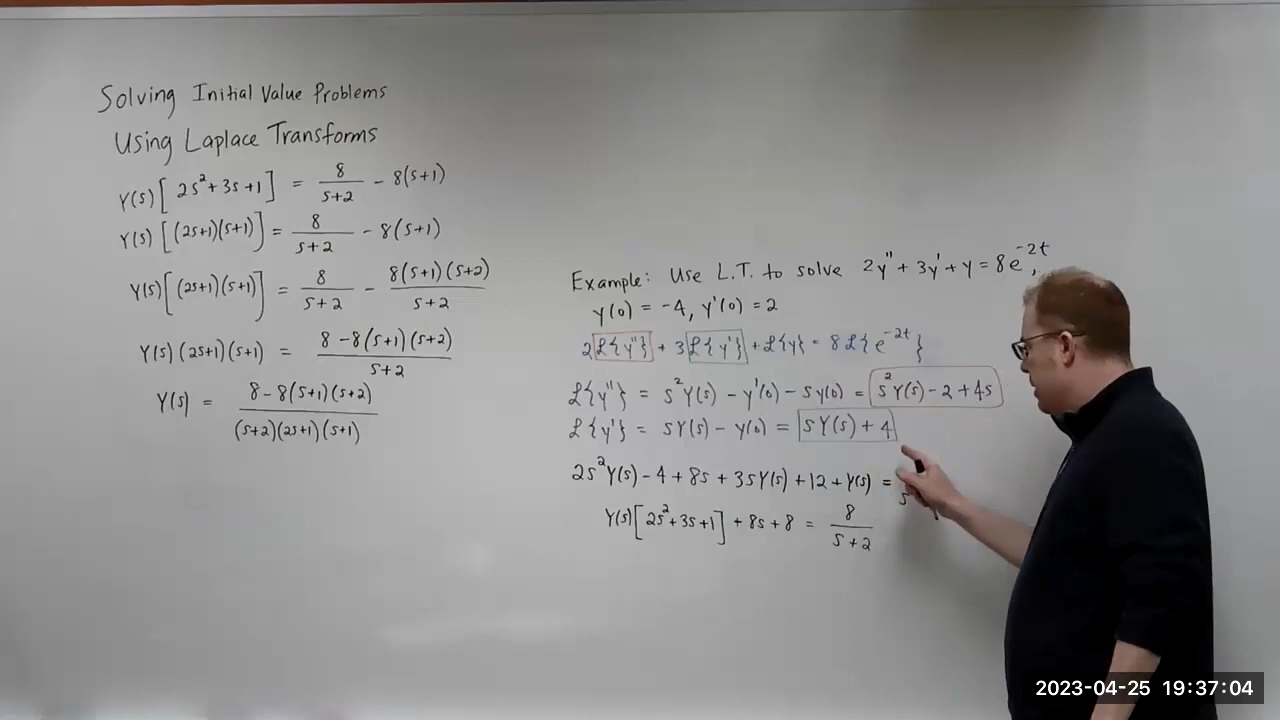 Solving Initial Value Problems
Using Laplace Transforms
Y(s)[2s²+3s+1] = 8/(s+2) - 8(s+1)
Y(s)[(2s+1)(s+1)] = 8/(s+2) - 8(s+1)
Y(s)[(2s+1)(s+1)] = 8/(s+2) - 8(s+1)(s+2)/(s+2)
Y(s)(2s+1)(s+1) = (8-8(s+1)(s+2))/(s+2)
Y(s) = (8-8(s+1)(s+2))/((s+2)(2s+1)(s+1))
Example: Use L.T. to solve 2y''+3y'+y=8e^{-2t},
y(0) = -4, y'(0) = 2
2ℒ{y''} + 3ℒ{y'} + ℒ{y} = 8ℒ{e^{-2t}}
ℒ{y''} = s²Y(s) - y'(0) - sy(0) = s²Y(s) - 2 + 4s
ℒ{y'} = sY(s) - y(0) = sY(s) + 4
2s²Y(s) - 4 + 8s + 3sY(s) + 12 + Y(s) =
Y(s)[2s²+3s+1] + 8s + 8 = 8/(s+2)
2023-04-25 19:37:04